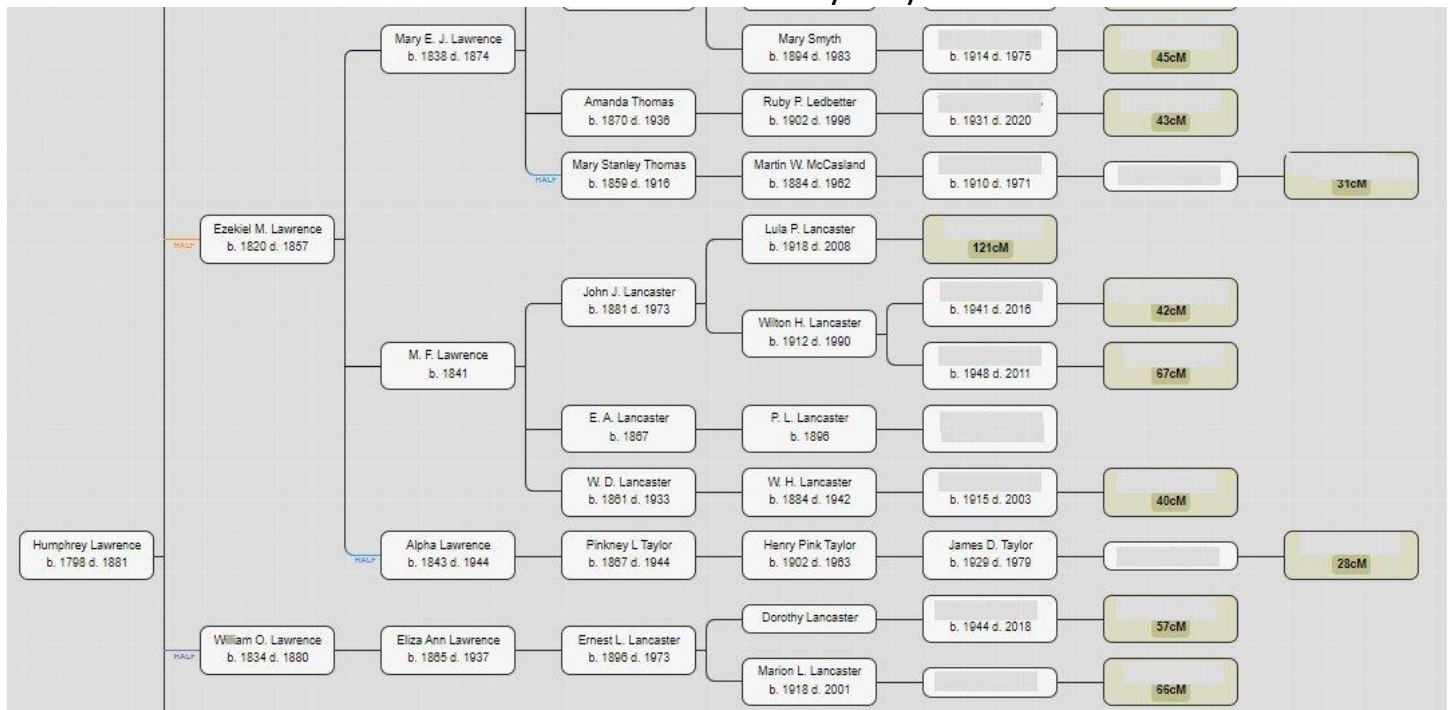 Mary E. J. Lawrence
b. 1838 d. 1874
Mary Smyth
b. 1894 d. 1983
b. 1914 d. 1975
45cM
Amanda Thomas
b. 1870 d. 1936
Ruby P. Ledbetter
b. 1902 d. 1996
b. 1931 d. 2020
43cM
HALF
Mary Stanley Thomas
b. 1859 d. 1916
Martin W. McCasland
b. 1884 d. 1962
b. 1910 d. 1971
31cM
HALF
Ezekiel M. Lawrence
b. 1820 d. 1857
Lula P. Lancaster
b. 1918 d. 2008
121cM
John J. Lancaster
b. 1881 d. 1973
b. 1941 d. 2016
42cM
Wilton H. Lancaster
b. 1912 d. 1990
M. F. Lawrence
b. 1841
b. 1948 d. 2011
67cM
E. A. Lancaster
b. 1867
P. L. Lancaster
b. 1896
W. D. Lancaster
b. 1861 d. 1933
W. H. Lancaster
b. 1884 d. 1942
b. 1915 d. 2003
40cM
Humphrey Lawrence
b. 1798 d. 1881
HALF
Alpha Lawrence
b. 1843 d. 1944
Pinkney L Taylor
b. 1867 d. 1944
Henry Pink Taylor
b. 1902 d. 1963
James D. Taylor
b. 1929 d. 1979
28cM
HALF
William O. Lawrence
b. 1834 d. 1880
Eliza Ann Lawrence
b. 1865 d. 1937
Ernest L. Lancaster
b. 1896 d. 1973
Dorothy Lancaster
b. 1944 d. 2018
57cM
Marion L. Lancaster
b. 1918 d. 2001
66cM